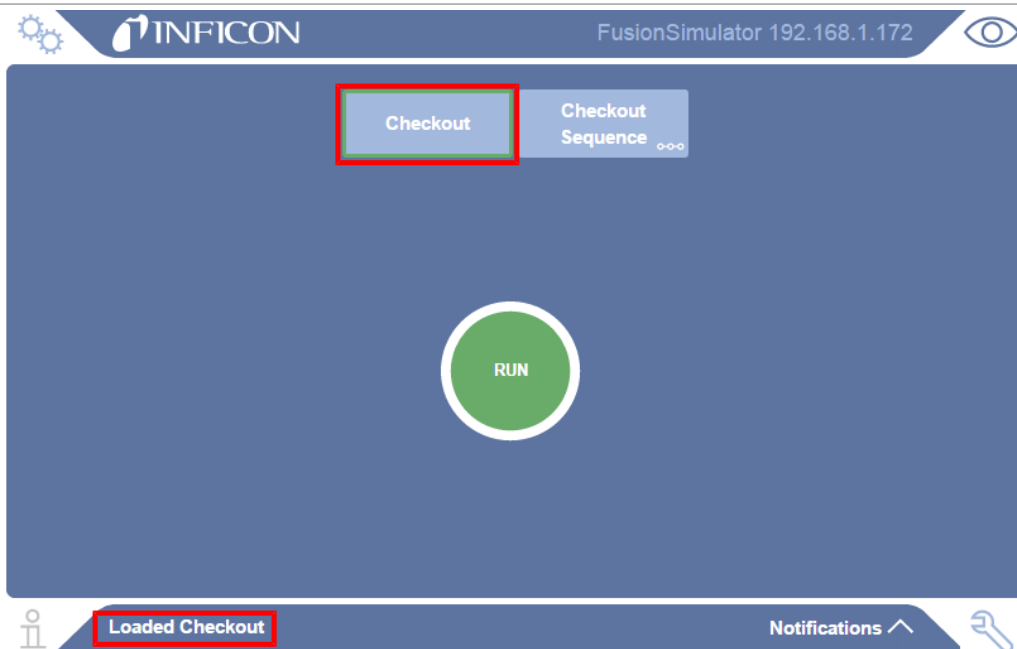 INFICON
FusionSimulator 192.168.1.172
Checkout
Checkout
Sequence
RUN
Loaded Checkout
Notifications